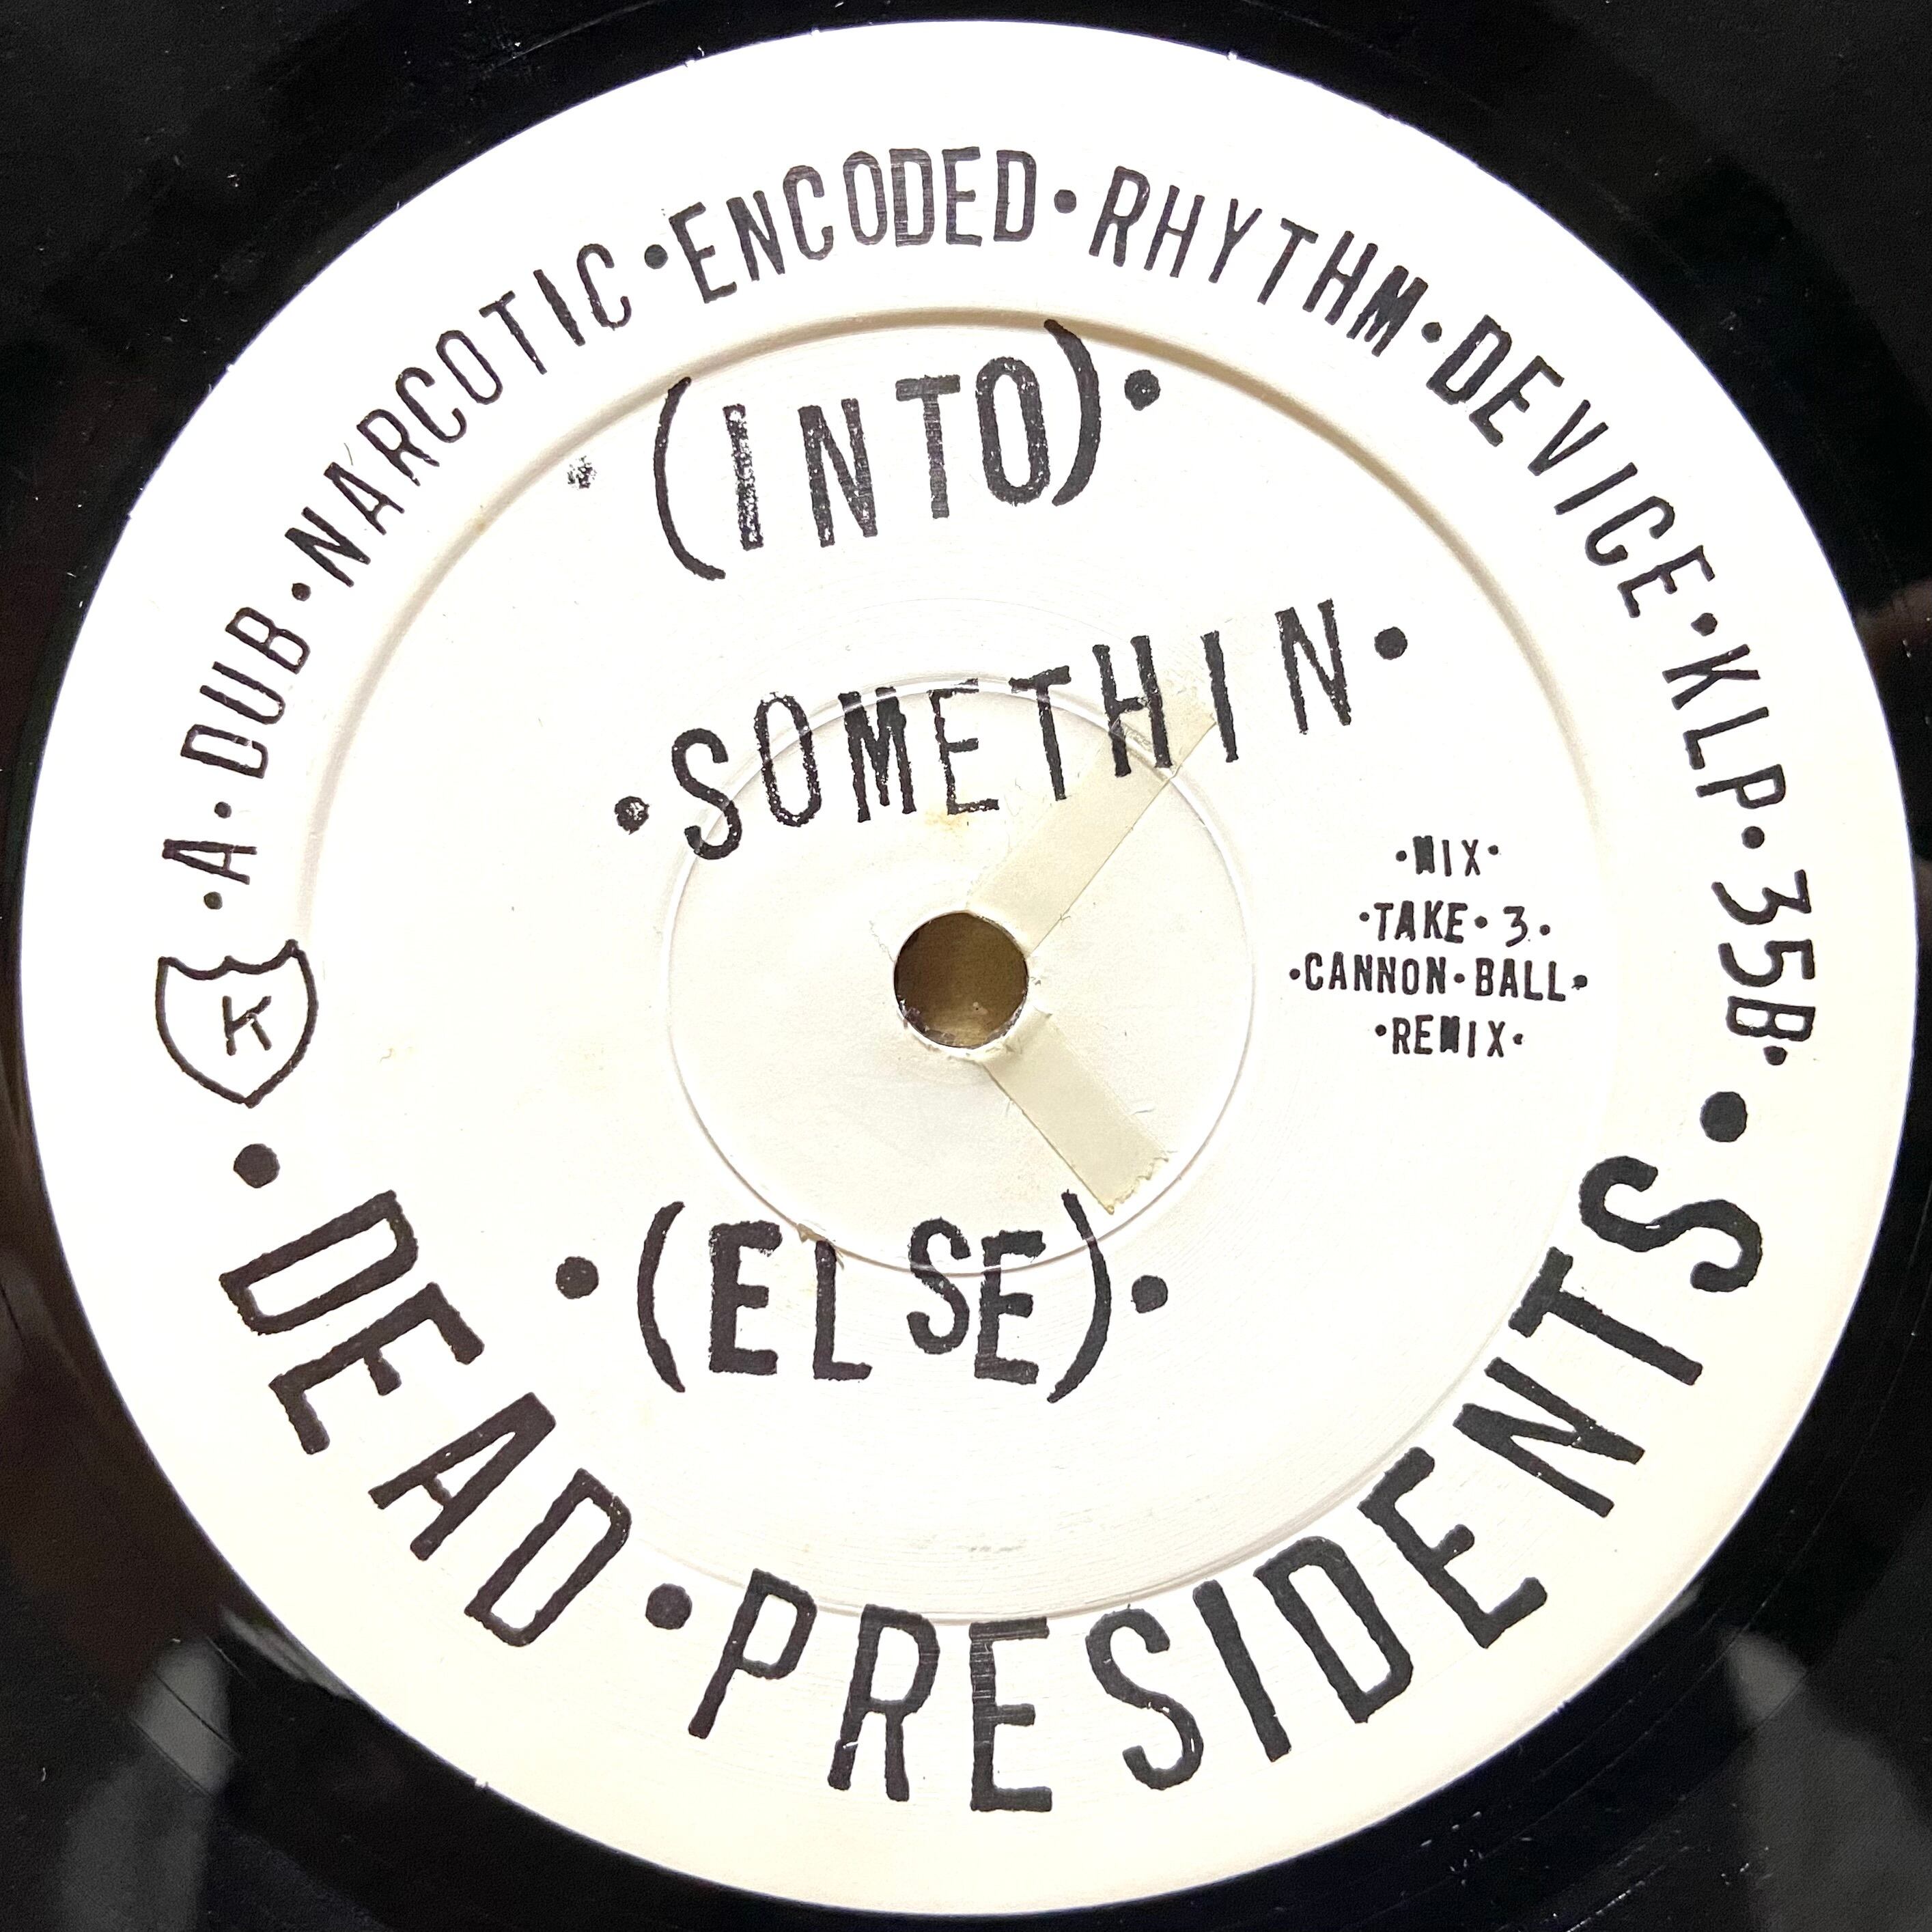 •A•DUB•NARCOTIC•ENCODED•RHYTHM•DEVICE•KLP•35B•
•(INTO)•
•SOMETHIN•
•MIX•
•TAKE•3•
•CANNON•BALL•
•REMIX•
K
•(ELSE)•
•DEAD•PRESIDENTS•